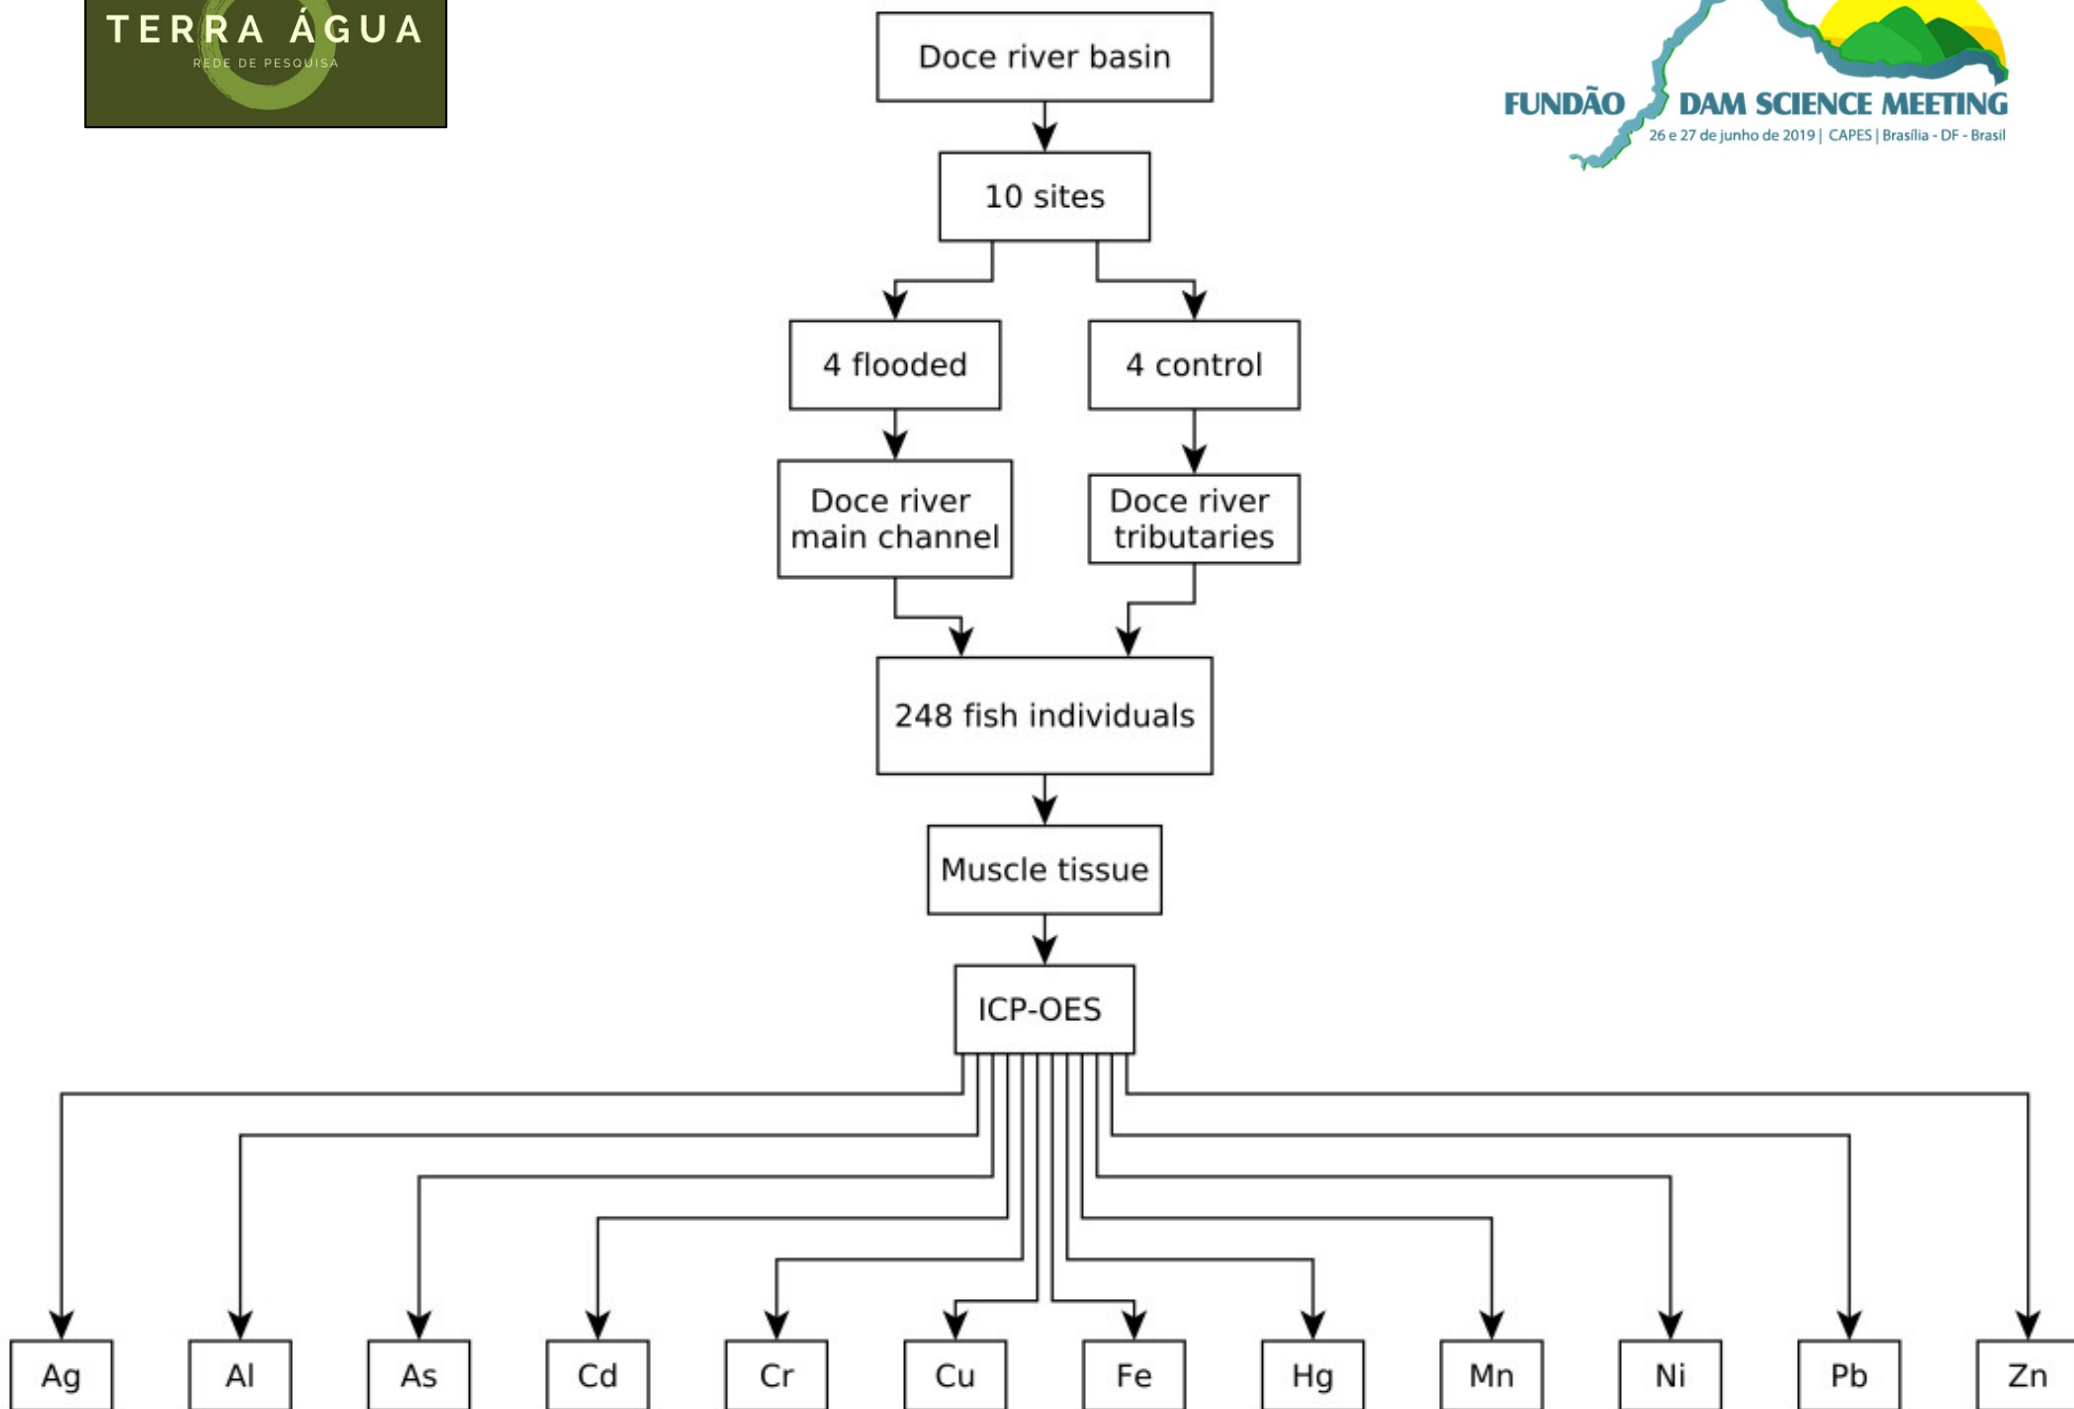 TERRA ÁGUA
REDE DE PESQUISA
FUNDÃO DAM SCIENCE MEETING
26 e 27 de junho de 2019 | CAPES | Brasília - DF - Brasil
Doce river basin
10 sites
4 flooded
4 control
Doce river
main channel
Doce river
tributaries
248 fish individuals
Muscle tissue
ICP-OES
Ag
Al
As
Cd
Cr
Cu
Fe
Hg
Mn
Ni
Pb
Zn